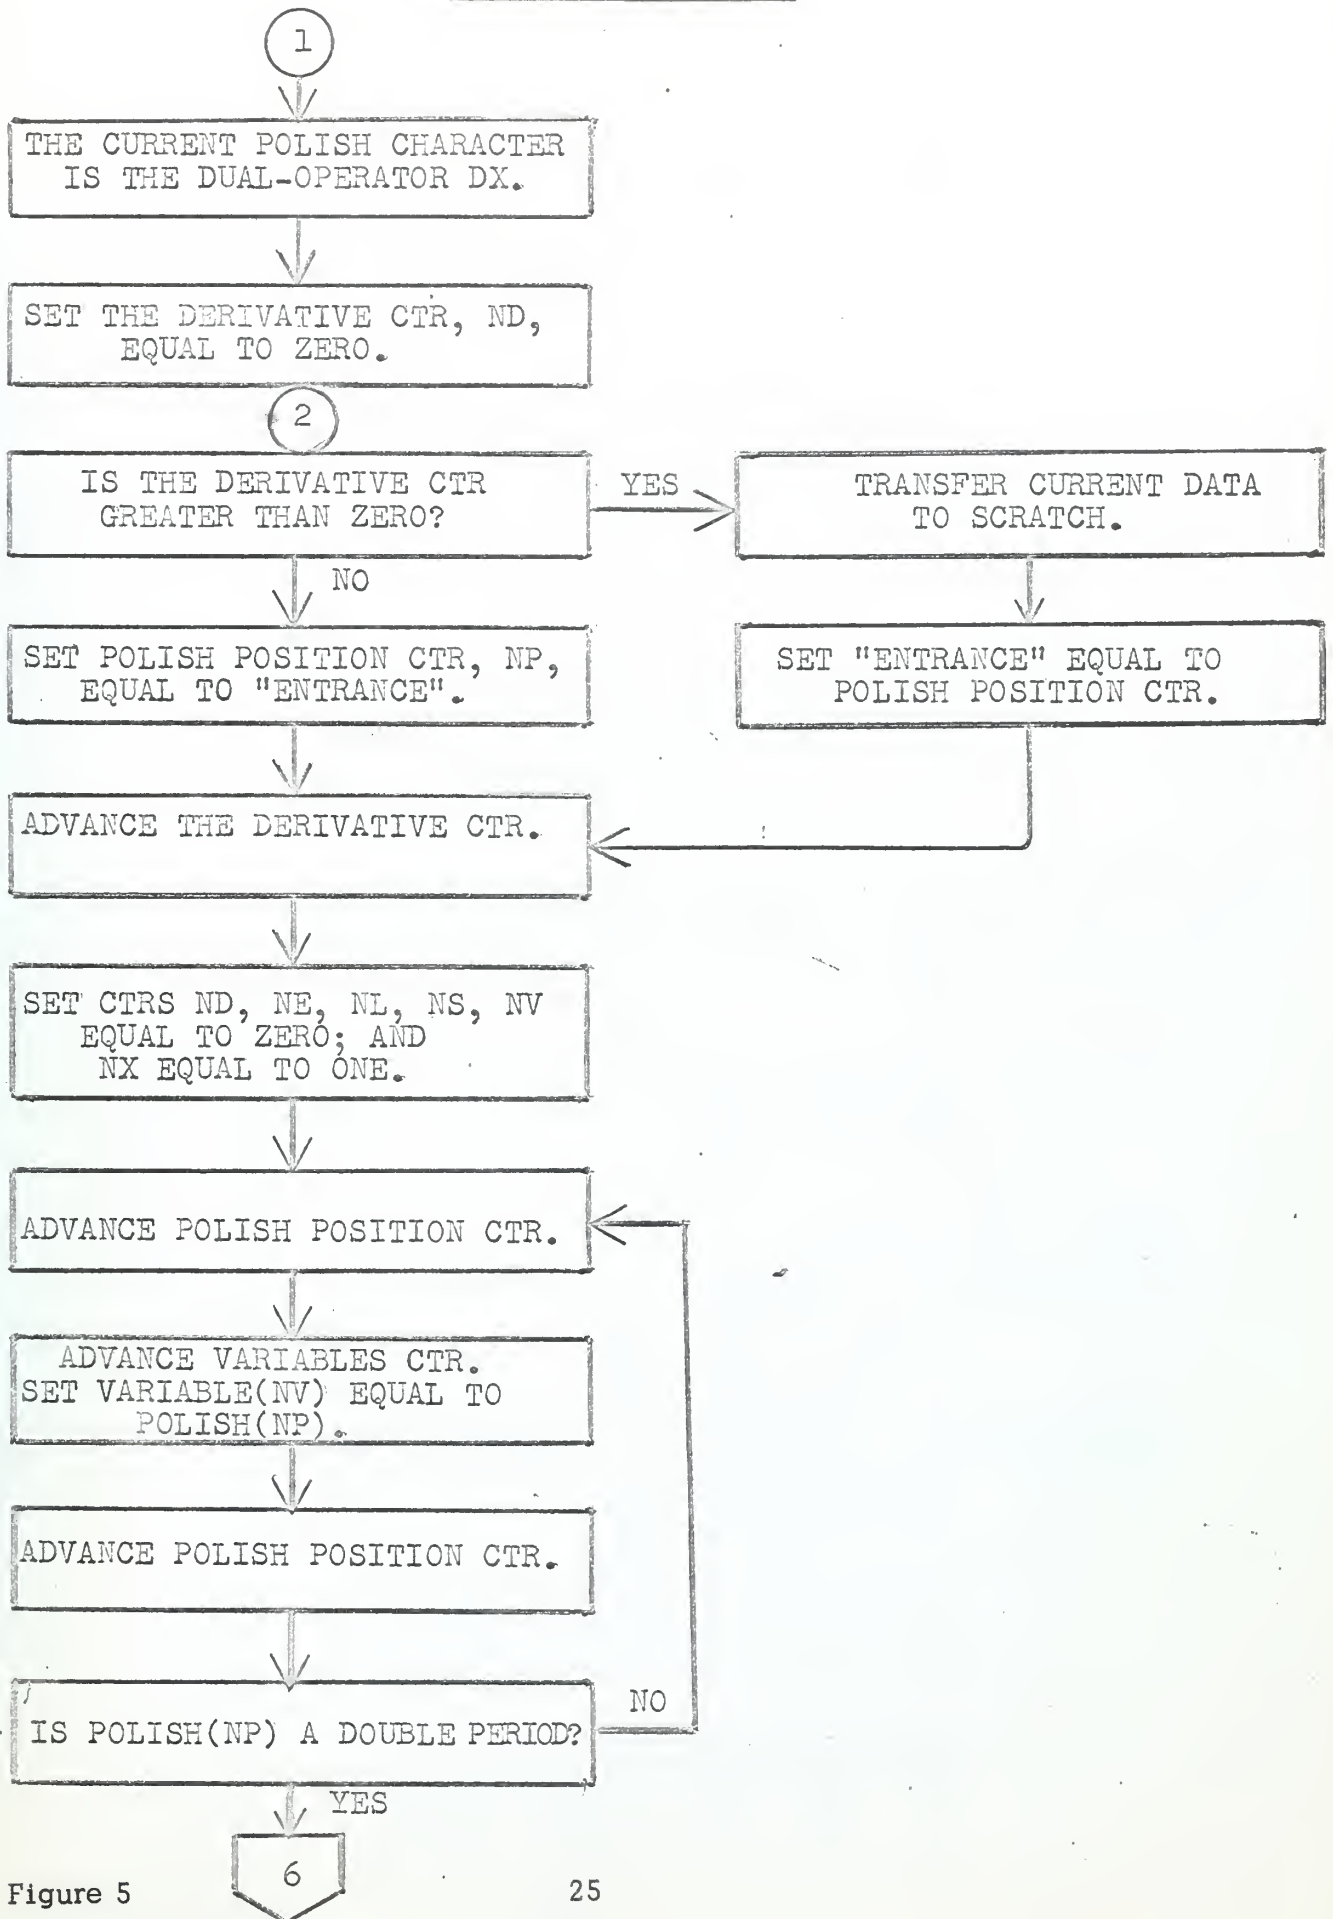 1
THE CURRENT POLISH CHARACTER
IS THE DUAL-OPERATOR DX.
SET THE DERIVATIVE CTR, ND,
EQUAL TO ZERO.
2
IS THE DERIVATIVE CTR
GREATER THAN ZERO?
YES
TRANSFER CURRENT DATA
TO SCRATCH.
NO
SET POLISH POSITION CTR, NP,
EQUAL TO "ENTRANCE".
SET "ENTRANCE" EQUAL TO
POLISH POSITION CTR.
ADVANCE THE DERIVATIVE CTR.
SET CTRS ND, NE, NL, NS, NV
EQUAL TO ZERO; AND
NX EQUAL TO ONE.
ADVANCE POLISH POSITION CTR.
ADVANCE VARIABLES CTR.
SET VARIABLE(NV) EQUAL TO
POLISH(NP).
ADVANCE POLISH POSITION CTR.
IS POLISH(NP) A DOUBLE PERIOD?
NO
YES
6
Figure 5
25